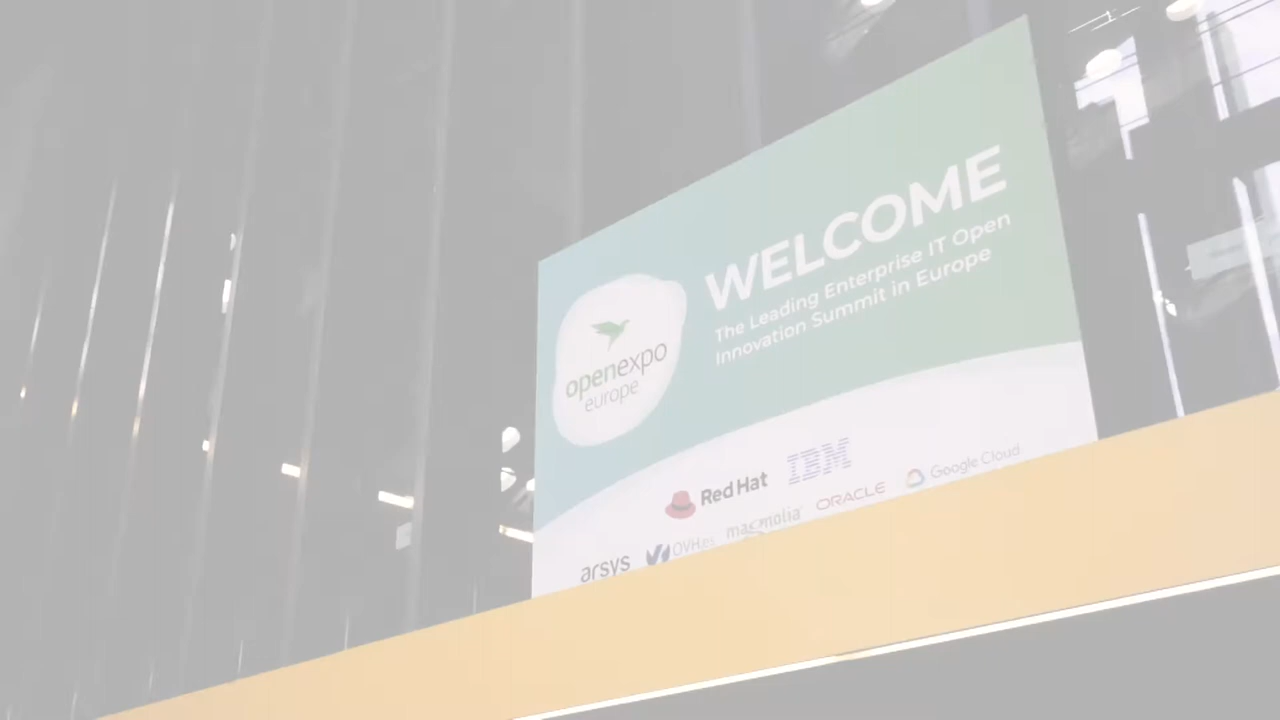 WELCOME
The Leading Enterprise IT Open
Innovation Summit in Europe
openexpo
europe
Red Hat
IBM
arsys
OVH.es
magnolia
ORACLE
Google Cloud